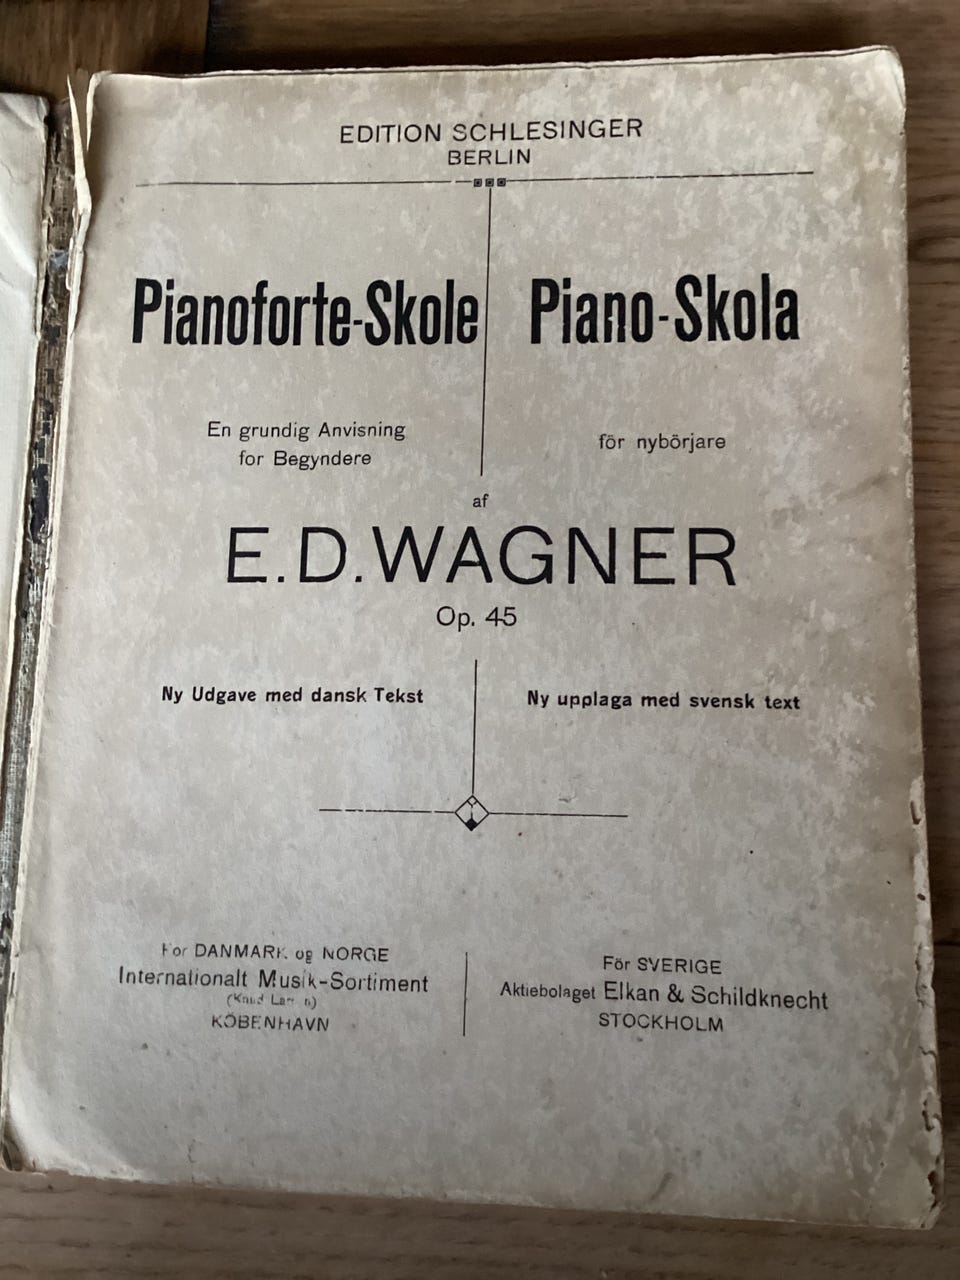 EDITION SCHLESINGER
BERLIN
Pianoforte-Skole
En grundig Anvisning
for Begyndere
Piano-Skola
för nybörjare
af
E.D.WAGNER
Op. 45
Ny Udgave med dansk Tekst
Ny upplaga med svensk text
For DANMARK og NORGE
Internationalt Musik-Sortiment
KÖBENHAVN
För SVERIGE
Aktiebolaget Elkan & Schildknecht
STOCKHOLM